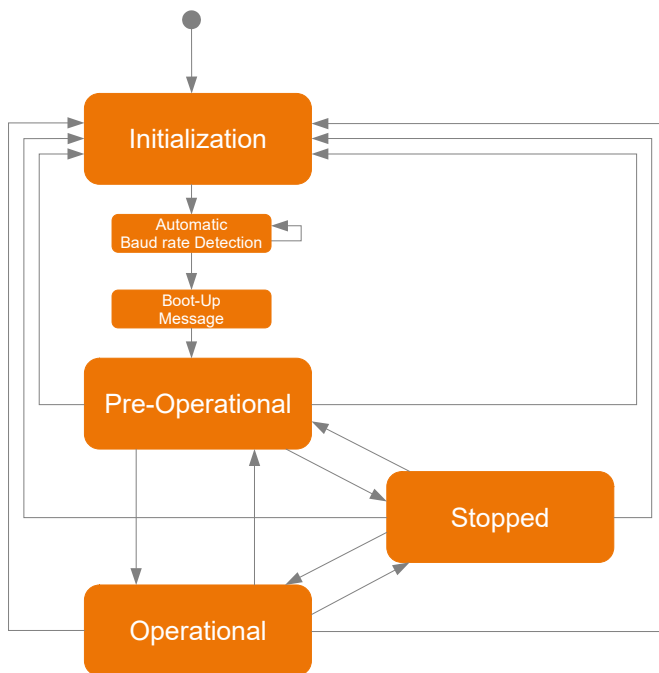 Initialization
Automatic
Baud rate Detection
Boot-Up
Message
Pre-Operational
Stopped
Operational